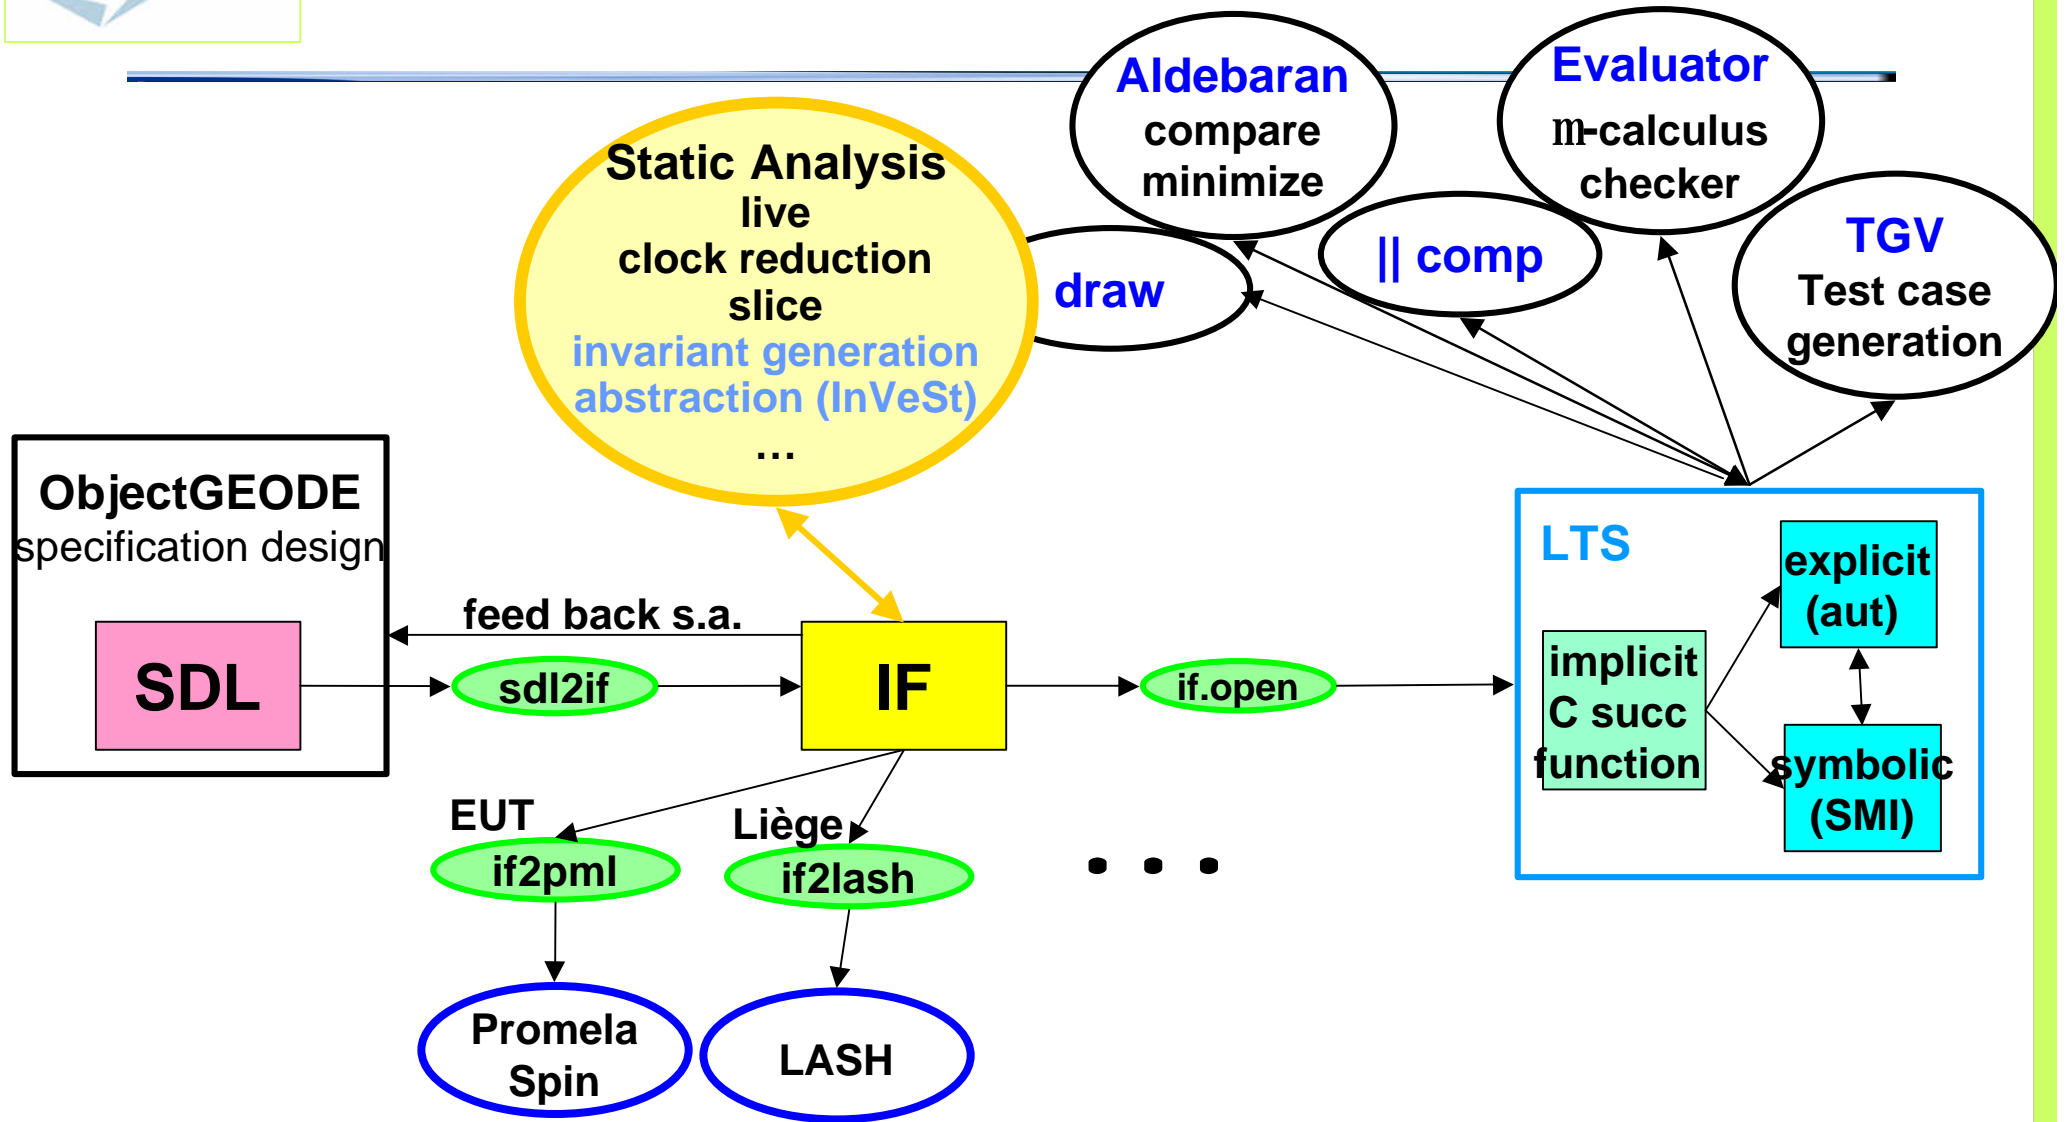 Aldebaran
compare
minimize
Evaluator
m-calculus
checker
Static Analysis
live
clock reduction
slice
invariant generation
abstraction (InVeSt)
...
draw
|| comp
TGV
Test case
generation
ObjectGEODE
specification design
SDL
feed back s.a.
sdl2if
IF
if.open
LTS
explicit
(aut)
implicit
C succ
function
symbolic
(SMI)
EUT
if2pml
Liège
if2lash
. . .
Promela
Spin
LASH